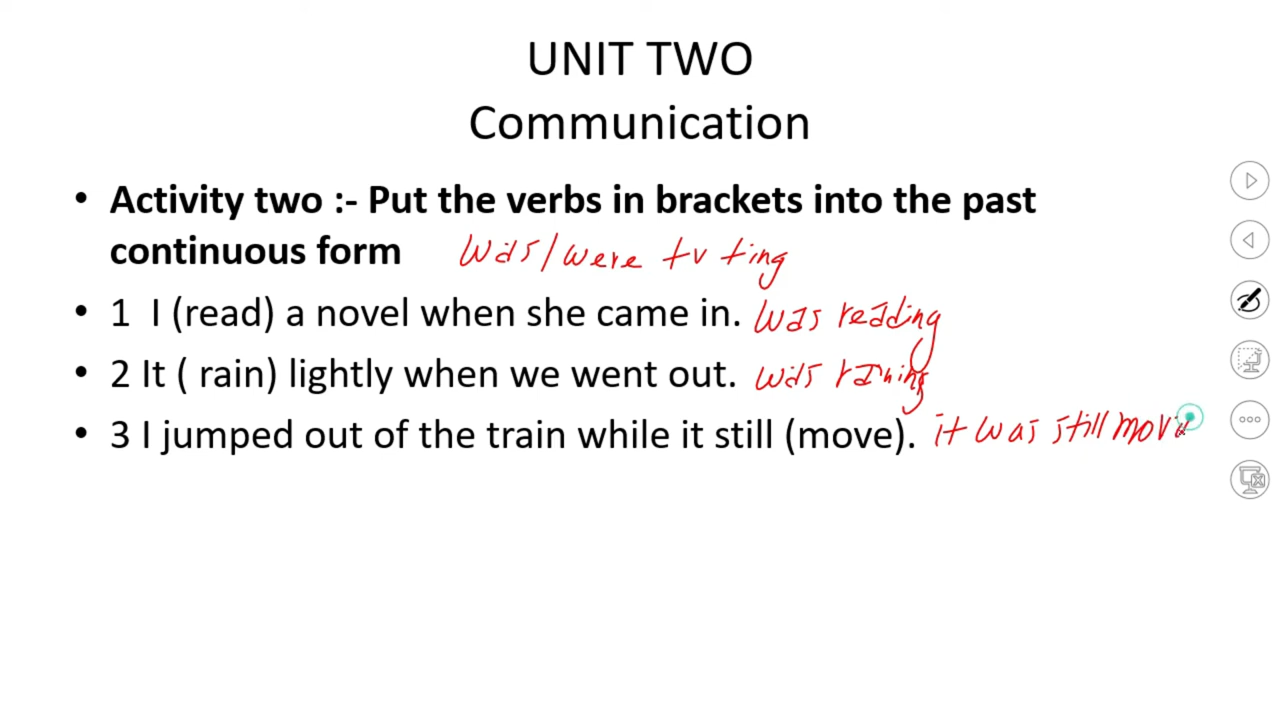 UNIT TWO
Communication
• Activity two :- Put the verbs in brackets into the past
continuous form was/were +v +ing
• 1 I (read) a novel when she came in. was reading
• 2 It ( rain) lightly when we went out. was raining
• 3 I jumped out of the train while it still (move). it was still movi